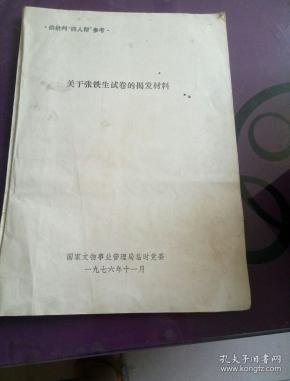 ·供批判“四人帮”参考·
关于张铁生试卷的揭发材料
国家文物事业管理局临时党委
一九七六年十一月
孔夫子旧书网